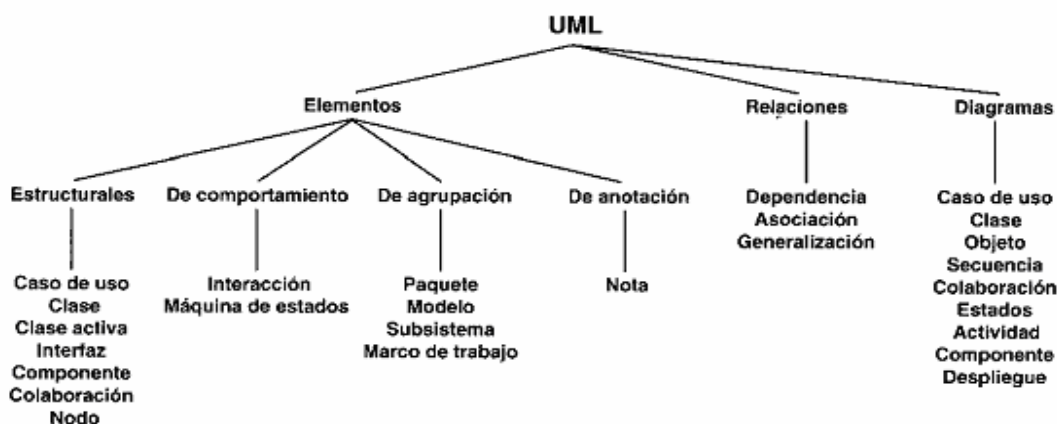 UML
Elementos
Relaciones
Diagramas
Estructurales
De comportamiento
De agrupación
De anotación
Dependencia
Asociación
Generalización
Caso de uso
Clase
Objeto
Secuencia
Colaboración
Estados
Actividad
Componente
Despliegue
Caso de uso
Clase
Clase activa
Interfaz
Componente
Colaboración
Nodo
Interacción
Máquina de estados
Paquete
Modelo
Subsistema
Marco de trabajo
Nota